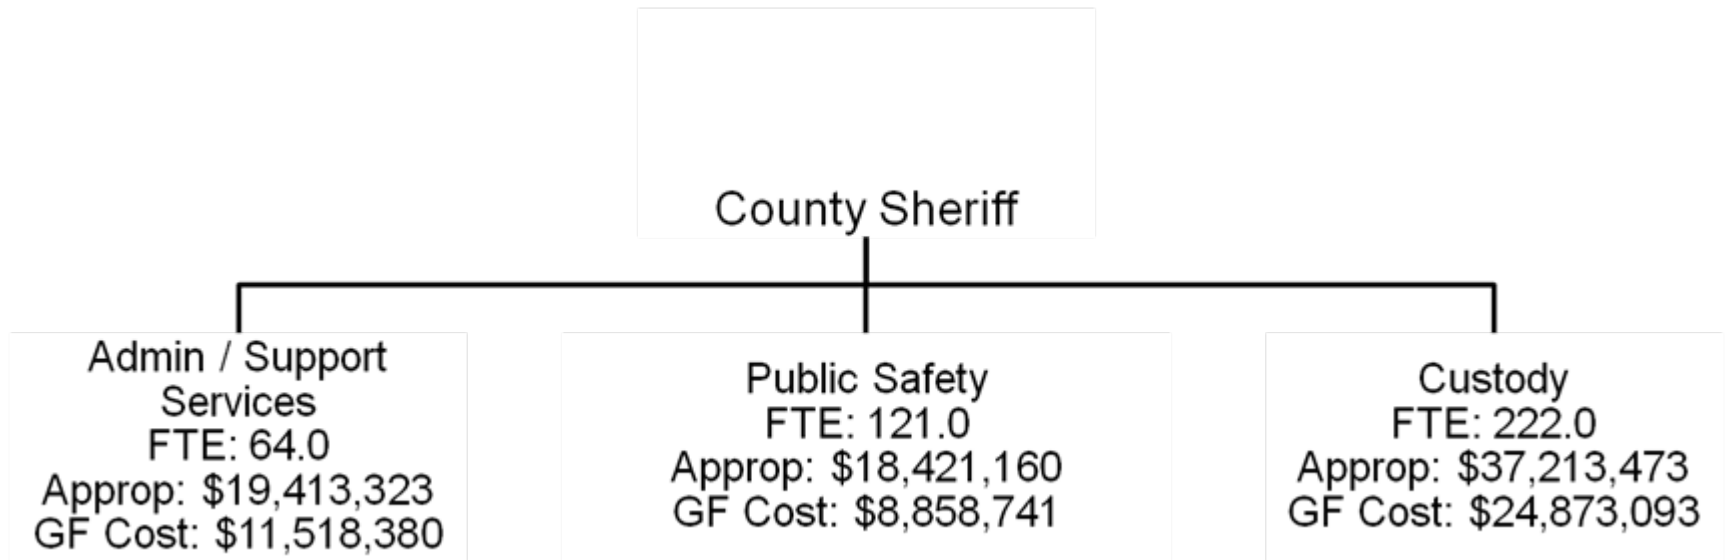 County Sheriff
Admin / Support
Services
FTE: 64.0
Approp: $19,413,323
GF Cost: $11,518,380
Public Safety
FTE: 121.0
Approp: $18,421,160
GF Cost: $8,858,741
Custody
FTE: 222.0
Approp: $37,213,473
GF Cost: $24,873,093